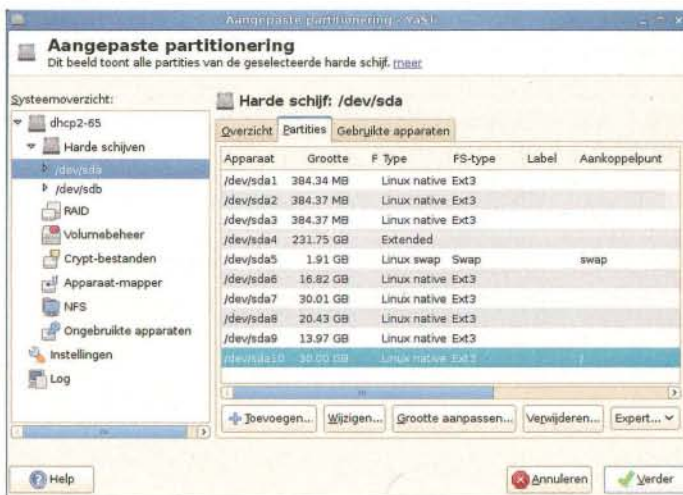 Aangepaste partitionering - YaST
Aangepaste partitionering
Dit beeld toont alle partities van de geselecteerde harde schijf. meer
Systeemoverzicht:
dhcp2-65
Harde schijven
/dev/sda
/dev/sdb
RAID
Volumebeheer
Crypt-bestanden
Apparaat-mapper
NFS
Ongebruikte apparaten
Instellingen
Log
Harde schijf: /dev/sda
Overzicht Partities Gebruikte apparaten
Apparaat Grootte F Type FS-type Label Aankoppelpunt
/dev/sda1 384.34 MB Linux native Ext3
/dev/sda2 384.37 MB Linux native Ext3
/dev/sda3 384.37 MB Linux native Ext3
/dev/sda4 231.75 GB Extended
/dev/sda5 1.91 GB Linux swap Swap swap
/dev/sda6 16.82 GB Linux native Ext3
/dev/sda7 30.01 GB Linux native Ext3
/dev/sda8 20.43 GB Linux native Ext3
/dev/sda9 13.97 GB Linux native Ext3
/dev/sda10 30.00 GB Linux native Ext3 /
Toevoegen... Wijzigen... Grootte aanpassen... Verwijderen... Expert...
Help Annuleren Verder